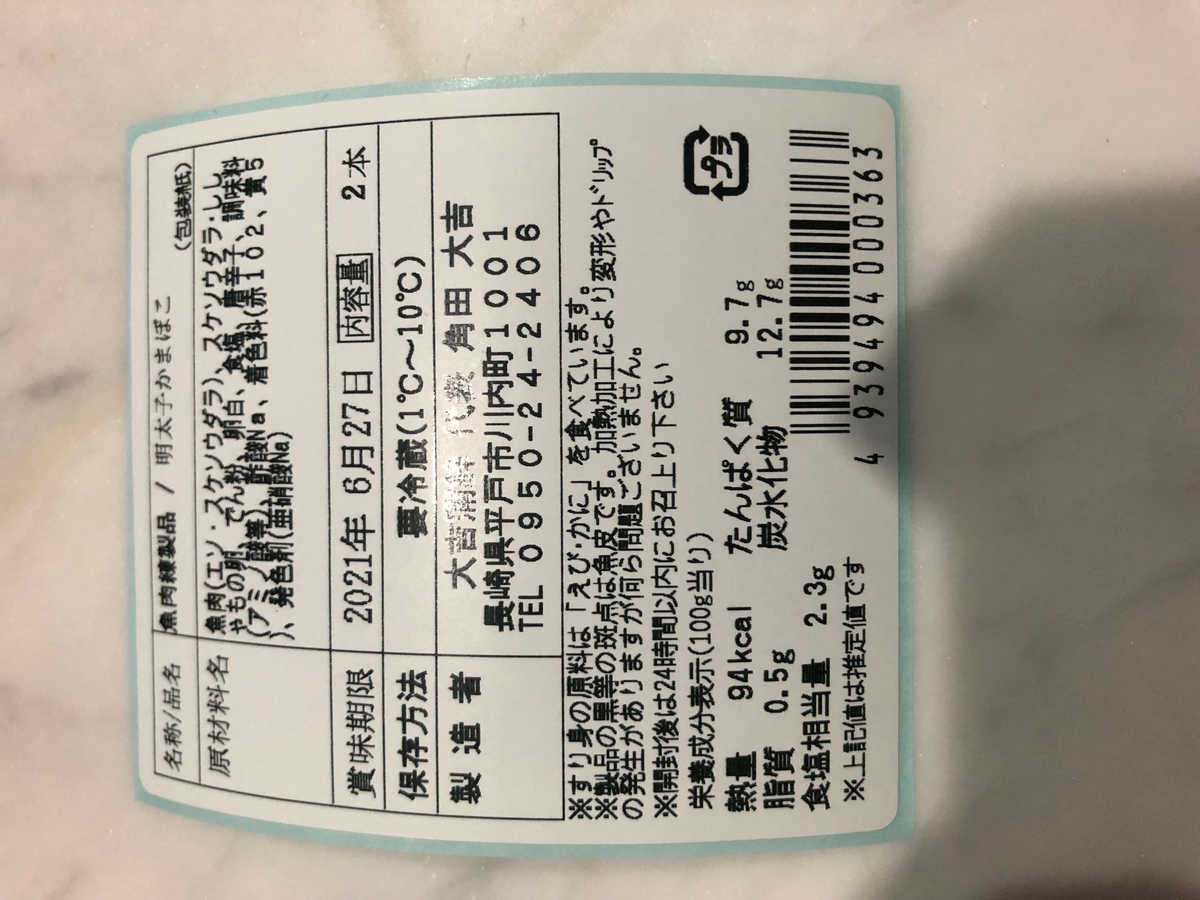 名称/品名 魚肉練製品 / 明太子かまぼこ (包装紙)
原材料名 魚肉(エソ・スケソウダラ)、スケソウダラ・しし
やもの卵、でん粉、卵白、食塩、唐辛子、調味料
(アミノ酸等)、酢酸Na、着色料(赤102、黄5
)、発色剤(亜硝酸Na)
賞味期限 2021年 6月27日 内容量 2本
保存方法 要冷蔵(1℃〜10℃)
製造者 大吉蒲鉾 代表 角田 大吉
長崎県平戸市川内町1001
TEL 0950-24-2406
※すり身の原料は「えび・かに」を食べています。
※製品の黒等の斑点は魚皮です。加熱加工により変形やドリップ
の発生がありますが何ら問題ございません。
※開封後は24時間以内にお召上り下さい
栄養成分表示(100g当り)
熱量 94kcal たんぱく質 9.7g
脂質 0.5g 炭水化物 12.7g
食塩相当量 2.3g
※上記値は推定値です
プラ
4 939494 000363